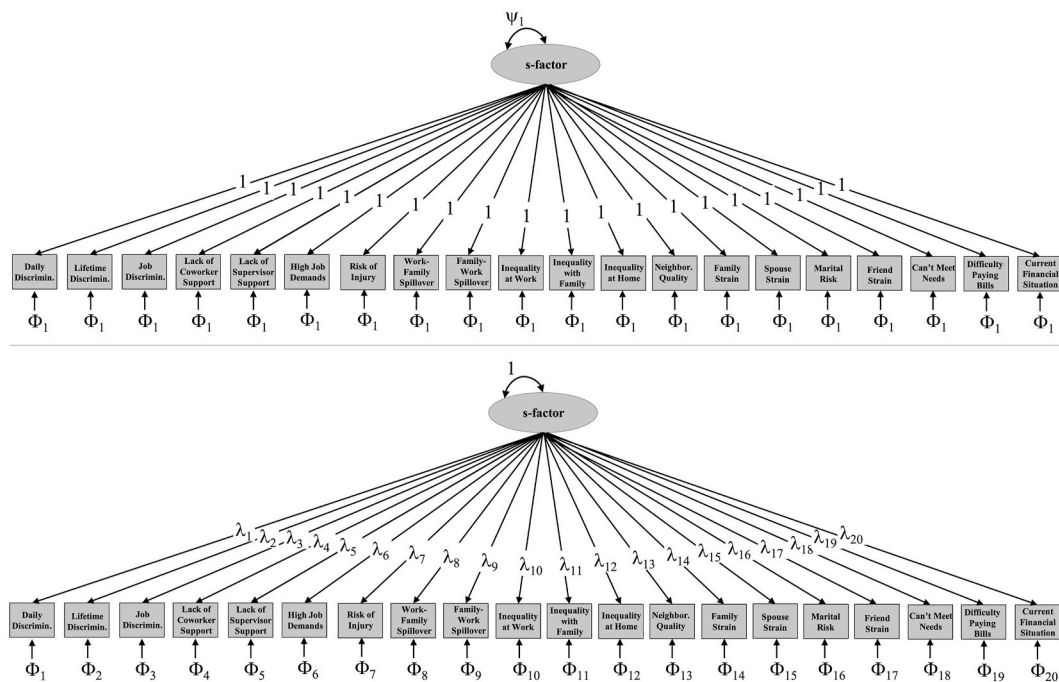 Ψ₁
s-factor
1 1 1 1 1 1 1 1 1 1 1 1 1 1 1 1 1 1 1 1
Daily Discrimin.
Lifetime Discrimin.
Job Discrimin.
Lack of Coworker Support
Lack of Supervisor Support
High Job Demands
Risk of Injury
Work-Family Spillover
Family-Work Spillover
Inequality at Work
Inequality with Family
Inequality at Home
Neighbor. Quality
Family Strain
Spouse Strain
Marital Risk
Friend Strain
Can't Meet Needs
Difficulty Paying Bills
Current Financial Situation
Φ₁ Φ₁ Φ₁ Φ₁ Φ₁ Φ₁ Φ₁ Φ₁ Φ₁ Φ₁ Φ₁ Φ₁ Φ₁ Φ₁ Φ₁ Φ₁ Φ₁ Φ₁ Φ₁ Φ₁
1
s-factor
λ₁ λ₂ λ₃ λ₄ λ₅ λ₆ λ₇ λ₈ λ₉ λ₁₀ λ₁₁ λ₁₂ λ₁₃ λ₁₄ λ₁₅ λ₁₆ λ₁₇ λ₁₈ λ₁₉ λ₂₀
Daily Discrimin.
Lifetime Discrimin.
Job Discrimin.
Lack of Coworker Support
Lack of Supervisor Support
High Job Demands
Risk of Injury
Work-Family Spillover
Family-Work Spillover
Inequality at Work
Inequality with Family
Inequality at Home
Neighbor. Quality
Family Strain
Spouse Strain
Marital Risk
Friend Strain
Can't Meet Needs
Difficulty Paying Bills
Current Financial Situation
Φ₁ Φ₂ Φ₃ Φ₄ Φ₅ Φ₆ Φ₇ Φ₈ Φ₉ Φ₁₀ Φ₁₁ Φ₁₂ Φ₁₃ Φ₁₄ Φ₁₅ Φ₁₆ Φ₁₇ Φ₁₈ Φ₁₉ Φ₂₀